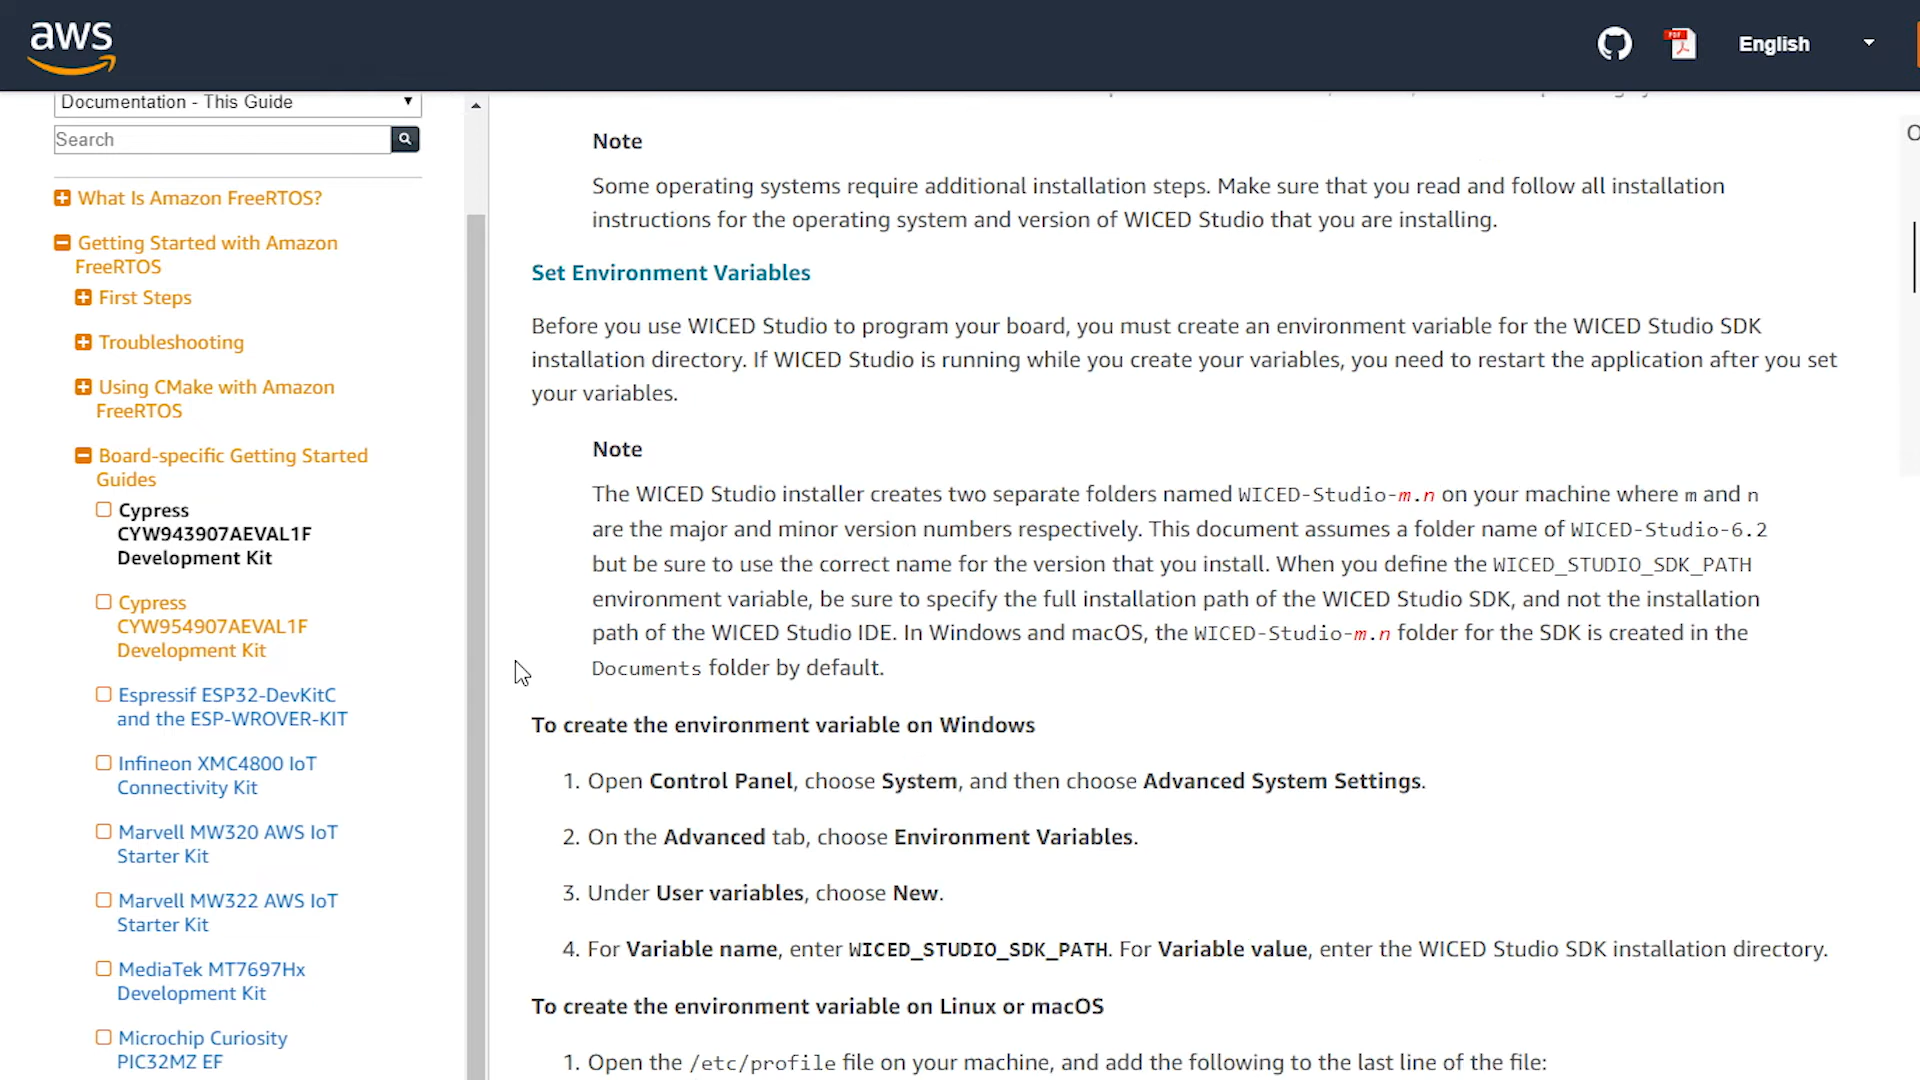 aws
English
Documentation - This Guide
Search
What Is Amazon FreeRTOS?
Getting Started with Amazon
FreeRTOS
First Steps
Troubleshooting
Using CMake with Amazon
FreeRTOS
Board-specific Getting Started
Guides
Cypress
CYW943907AEVAL1F
Development Kit
Cypress
CYW954907AEVAL1F
Development Kit
Espressif ESP32-DevKitC
and the ESP-WROVER-KIT
Infineon XMC4800 IoT
Connectivity Kit
Marvell MW320 AWS IoT
Starter Kit
Marvell MW322 AWS IoT
Starter Kit
MediaTek MT7697Hx
Development Kit
Microchip Curiosity
PIC32MZ EF
Note
Some operating systems require additional installation steps. Make sure that you read and follow all installation
instructions for the operating system and version of WICED Studio that you are installing.
Set Environment Variables
Before you use WICED Studio to program your board, you must create an environment variable for the WICED Studio SDK
installation directory. If WICED Studio is running while you create your variables, you need to restart the application after you set
your variables.
Note
The WICED Studio installer creates two separate folders named WICED-Studio-m.n on your machine where m and n
are the major and minor version numbers respectively. This document assumes a folder name of WICED-Studio-6.2
but be sure to use the correct name for the version that you install. When you define the WICED_STUDIO_SDK_PATH
environment variable, be sure to specify the full installation path of the WICED Studio SDK, and not the installation
path of the WICED Studio IDE. In Windows and macOS, the WICED-Studio-m.n folder for the SDK is created in the
Documents folder by default.
To create the environment variable on Windows
1. Open Control Panel, choose System, and then choose Advanced System Settings.
2. On the Advanced tab, choose Environment Variables.
3. Under User variables, choose New.
4. For Variable name, enter WICED_STUDIO_SDK_PATH. For Variable value, enter the WICED Studio SDK installation directory.
To create the environment variable on Linux or macOS
1. Open the /etc/profile file on your machine, and add the following to the last line of the file: